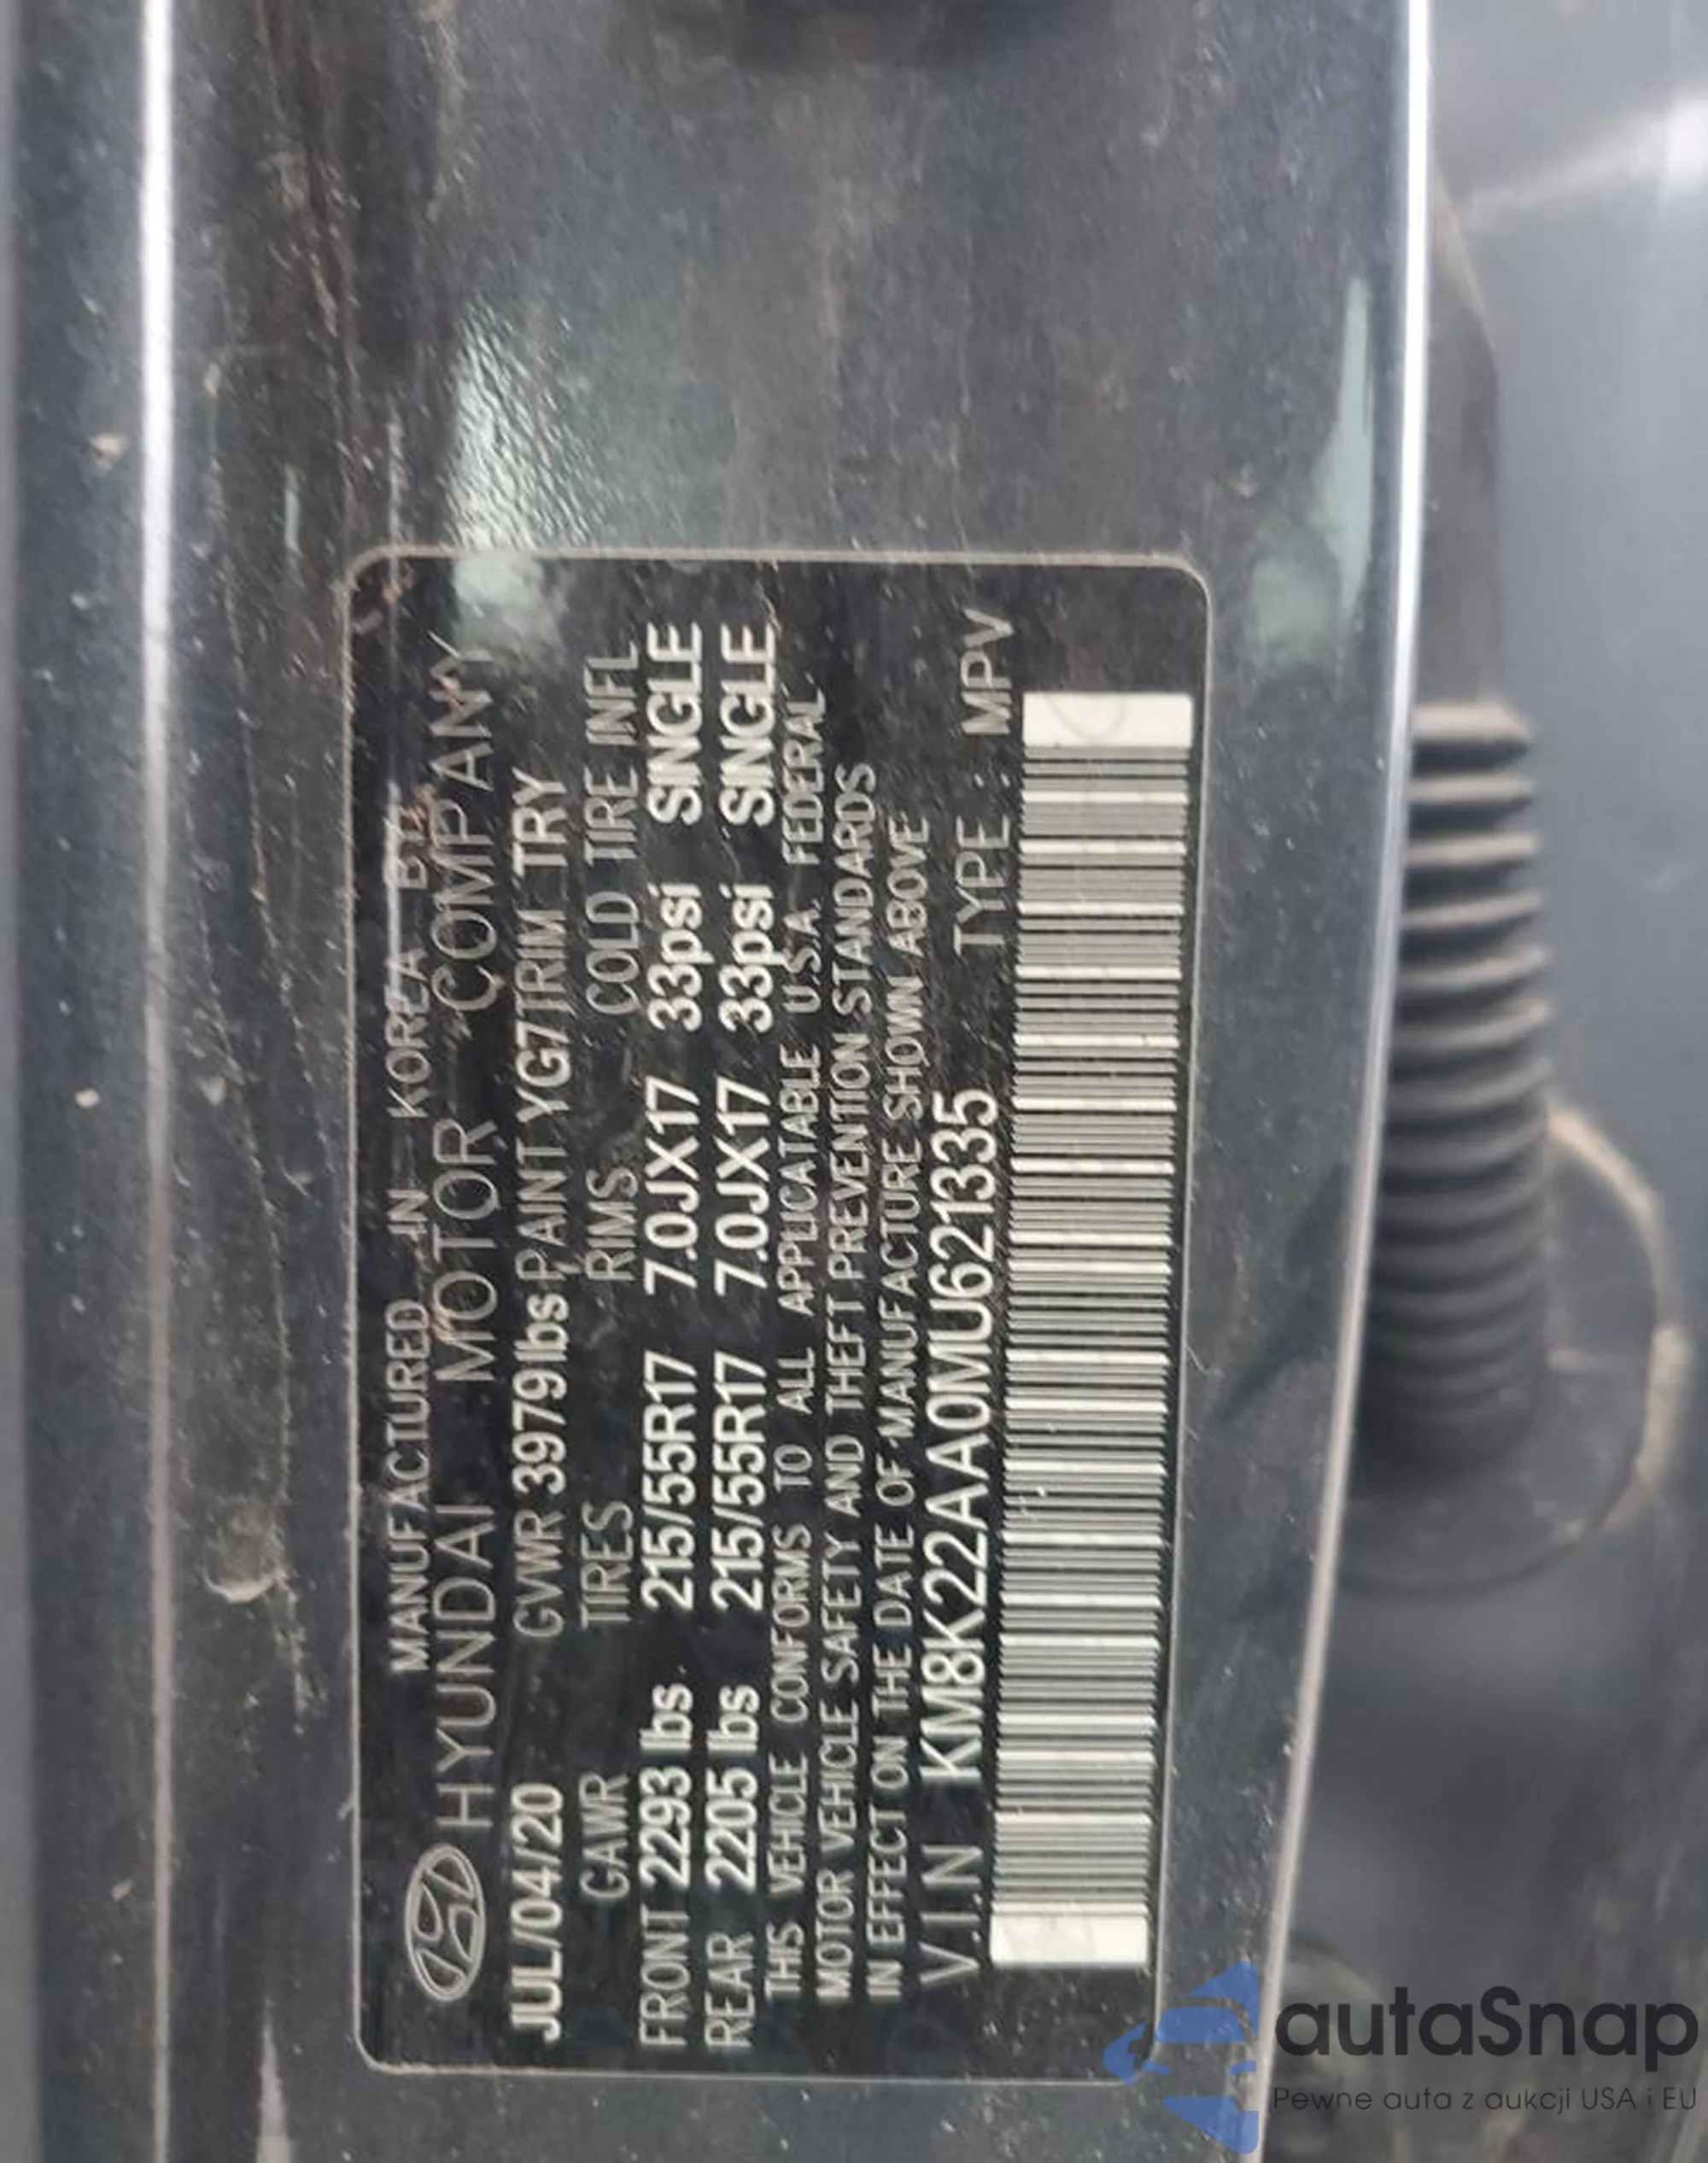 MANUFACTURED IN KOREA BY
HYUNDAI MOTOR COMPANY
JUL/04/20 GVWR 3979lbs PAINT YG7 TRIM TRY
GAWR TIRES RIMS COLD TIRE INFL
FRONT 2293 lbs 215/55R17 7.0JX17 33psi SINGLE
REAR 2205 lbs 215/55R17 7.0JX17 33psi SINGLE
THIS VEHICLE CONFORMS TO ALL APPLICATABLE U.S.A. FEDERAL
MOTOR VEHICLE SAFETY AND THEFT PREVENTION STANDARDS
IN EFFECT ON THE DATE OF MANUFACTURE SHOWN ABOVE
V.I.N KM8K22AA0MU621335 TYPE : MPV
autaSnap
Pewne auta z aukcji USA i EU